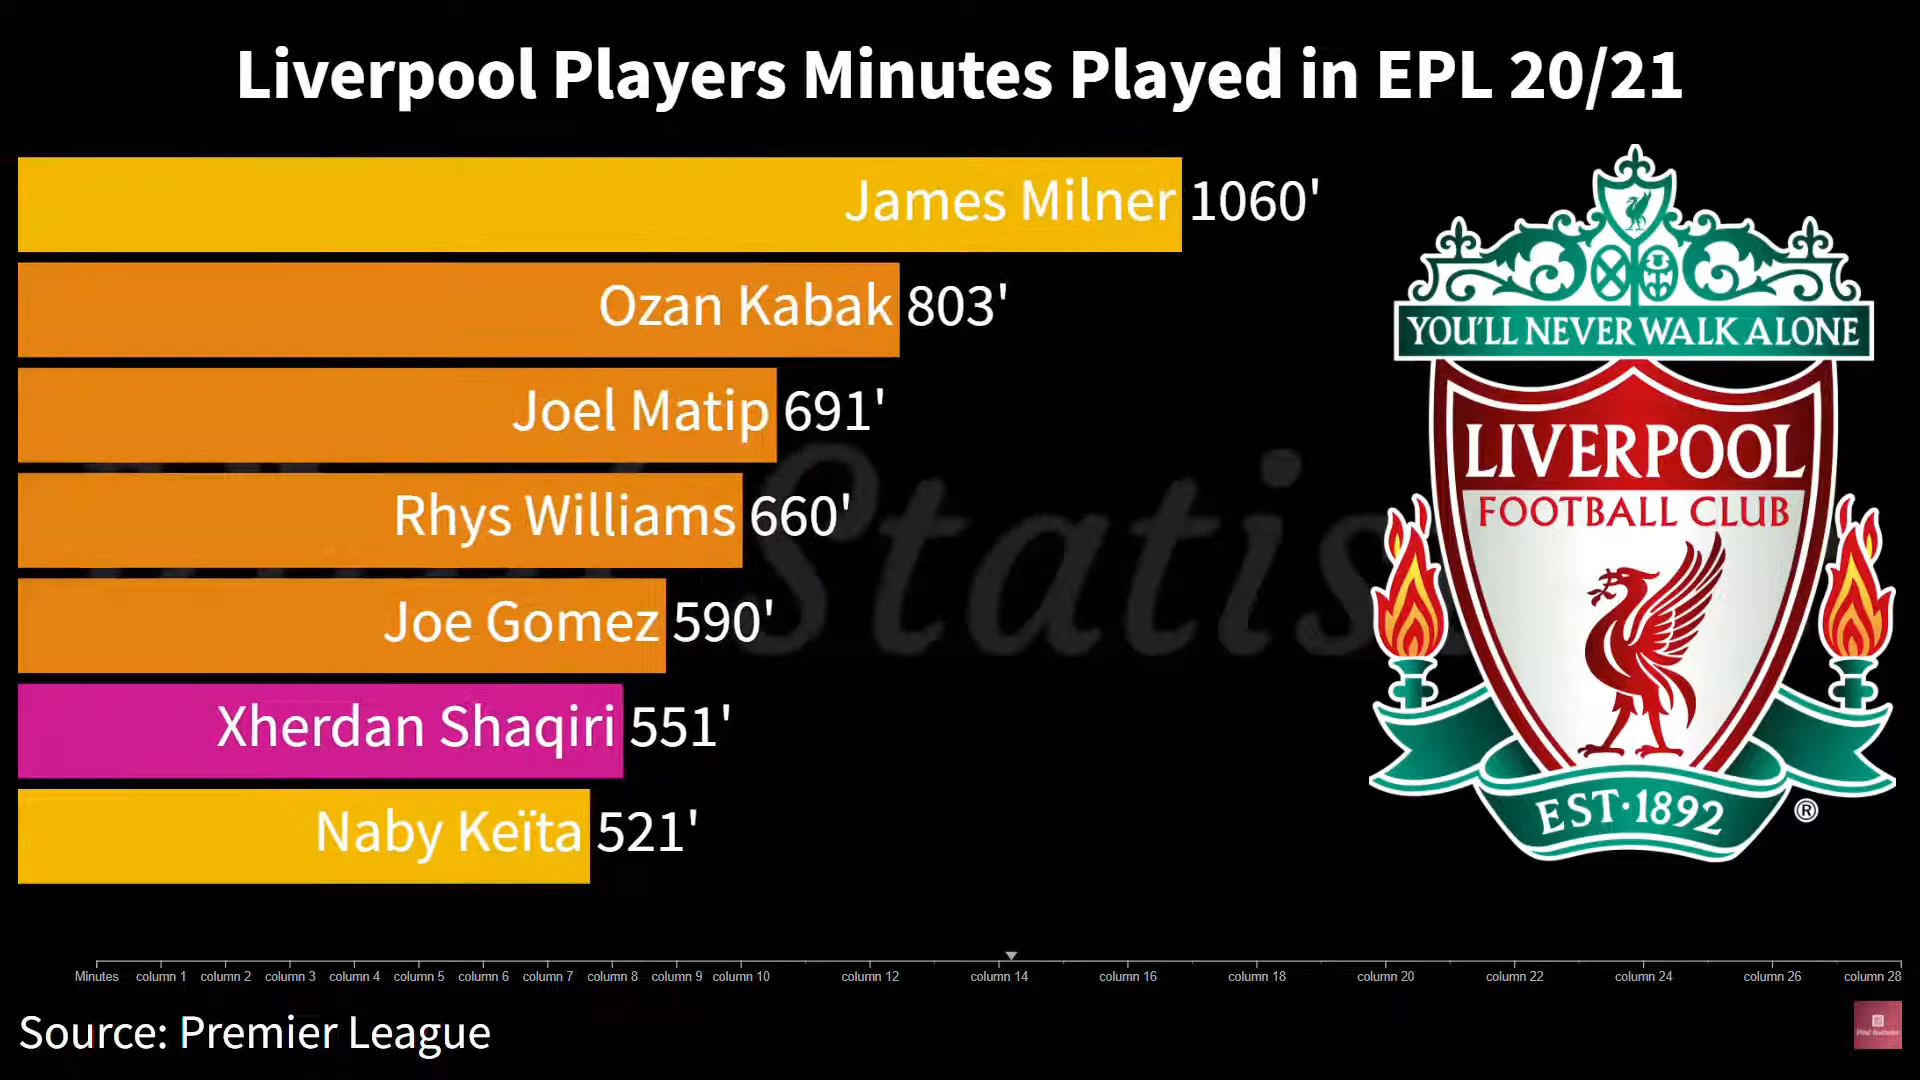 Liverpool Players Minutes Played in EPL 20/21
James Milner 1060'
Ozan Kabak 803'
Joel Matip 691'
Rhys Williams 660'
Joe Gomez 590'
Xherdan Shaqiri 551'
Naby Keïta 521'
YOU'LL NEVER WALK ALONE
LIVERPOOL
FOOTBALL CLUB
EST·1892
®
Statis
Minutes column 1 column 2 column 3 column 4 column 5 column 6 column 7 column 8 column 9 column 10 column 12 column 14 column 16 column 18 column 20 column 22 column 24 column 26 column 28
Source: Premier League